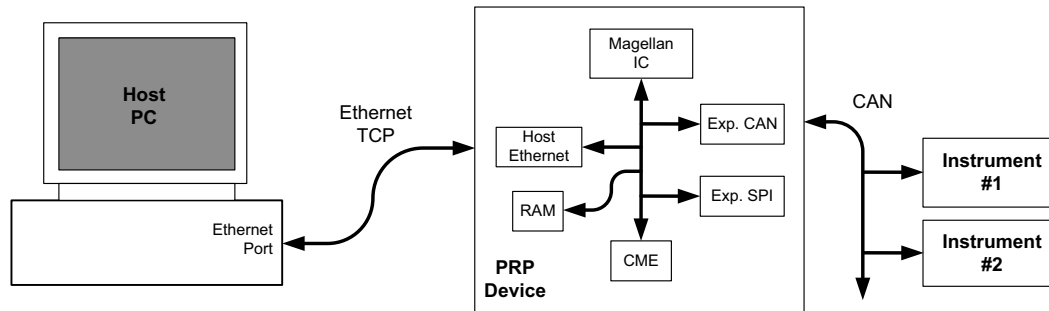 Host
PC
Ethernet
Port
Ethernet
TCP
Magellan
IC
Exp. CAN
Host
Ethernet
RAM
Exp. SPI
CME
PRP
Device
CAN
Instrument
#1
Instrument
#2